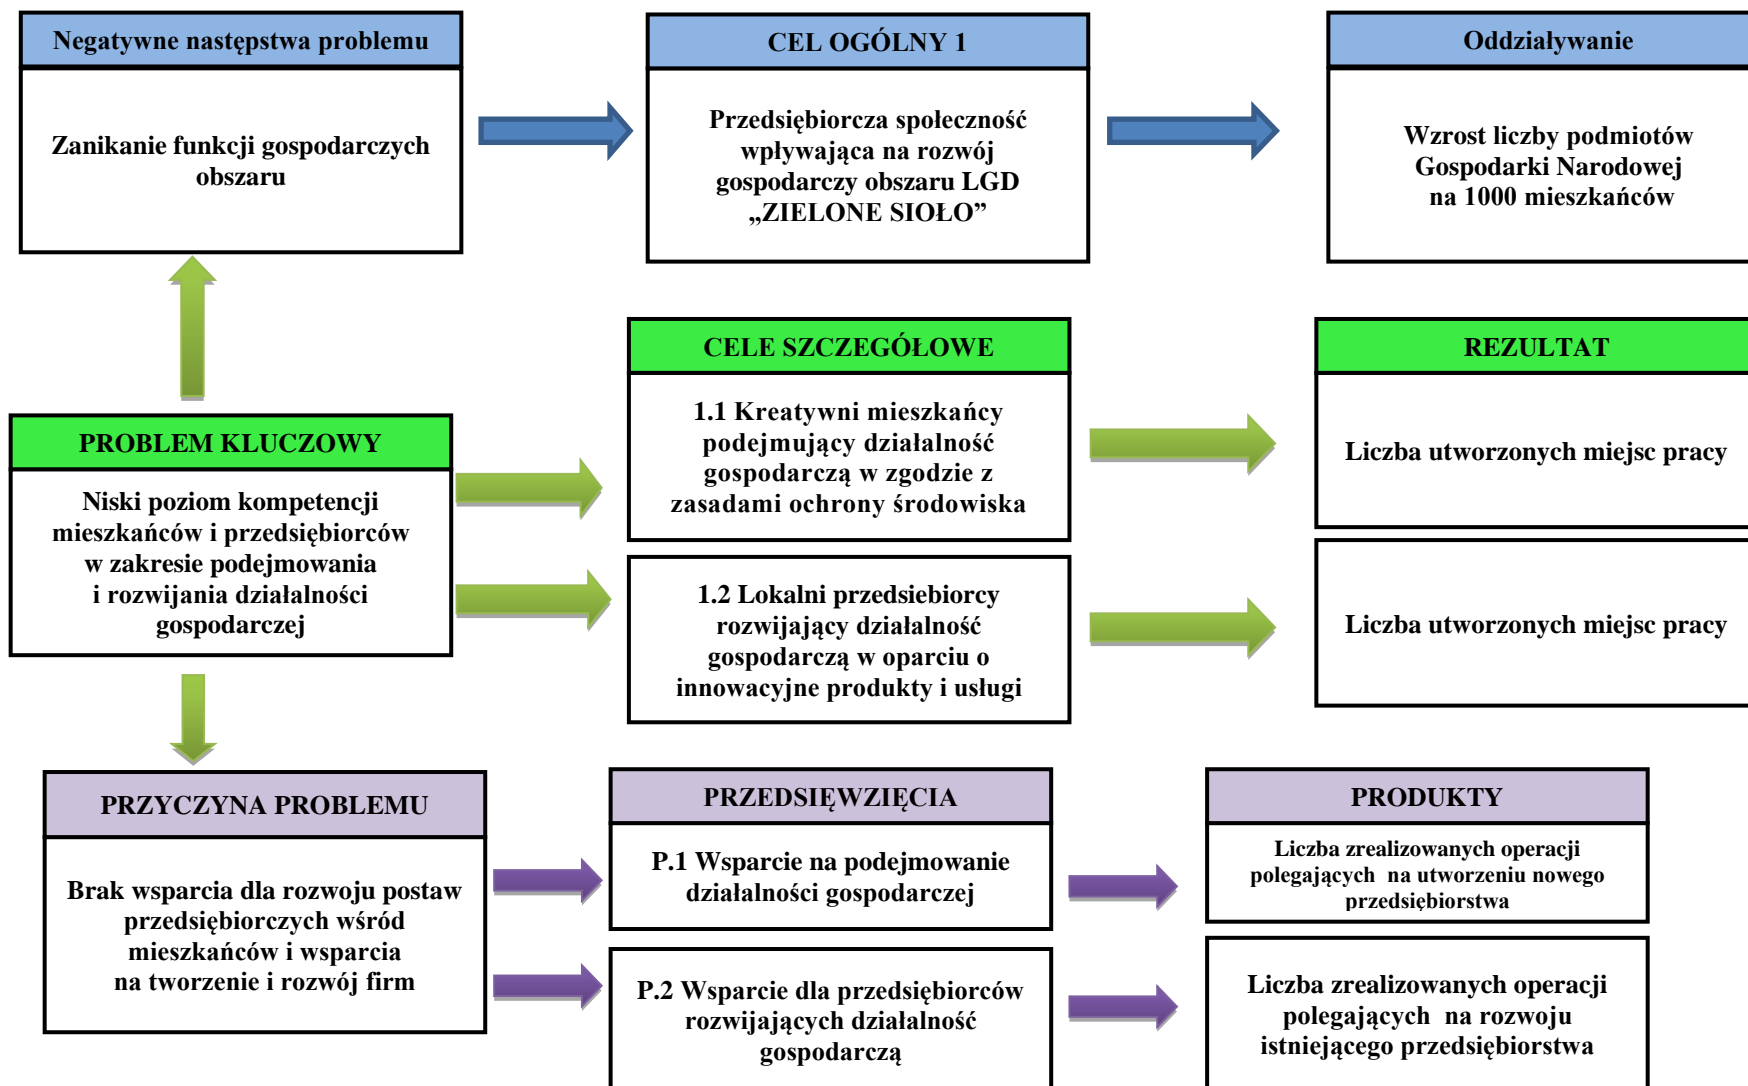 Negatywne następstwa problemu
Zanikanie funkcji gospodarczych
obszaru
CEL OGÓLNY 1
Przedsiębiorcza społeczność
wpływająca na rozwój
gospodarczy obszaru LGD
„ZIELONE SIOŁO”
Oddziaływanie
Wzrost liczby podmiotów
Gospodarki Narodowej
na 1000 mieszkańców
PROBLEM KLUCZOWY
Niski poziom kompetencji
mieszkańców i przedsiębiorców
w zakresie podejmowania
i rozwijania działalności
gospodarczej
CELE SZCZEGÓŁOWE
1.1 Kreatywni mieszkańcy
podejmujący działalność
gospodarczą w zgodzie z
zasadami ochrony środowiska
1.2 Lokalni przedsiebiorcy
rozwijający działalność
gospodarczą w oparciu o
innowacyjne produkty i usługi
REZULTAT
Liczba utworzonych miejsc pracy
Liczba utworzonych miejsc pracy
PRZYCZYNA PROBLEMU
Brak wsparcia dla rozwoju postaw
przedsiębiorczych wśród
mieszkańców i wsparcia
na tworzenie i rozwój firm
PRZEDSIĘWZIĘCIA
P.1 Wsparcie na podejmowanie
działalności gospodarczej
P.2 Wsparcie dla przedsiębiorców
rozwijających działalność
gospodarczą
PRODUKTY
Liczba zrealizowanych operacji
polegających na utworzeniu nowego
przedsiębiorstwa
Liczba zrealizowanych operacji
polegających na rozwoju
istniejącego przedsiębiorstwa